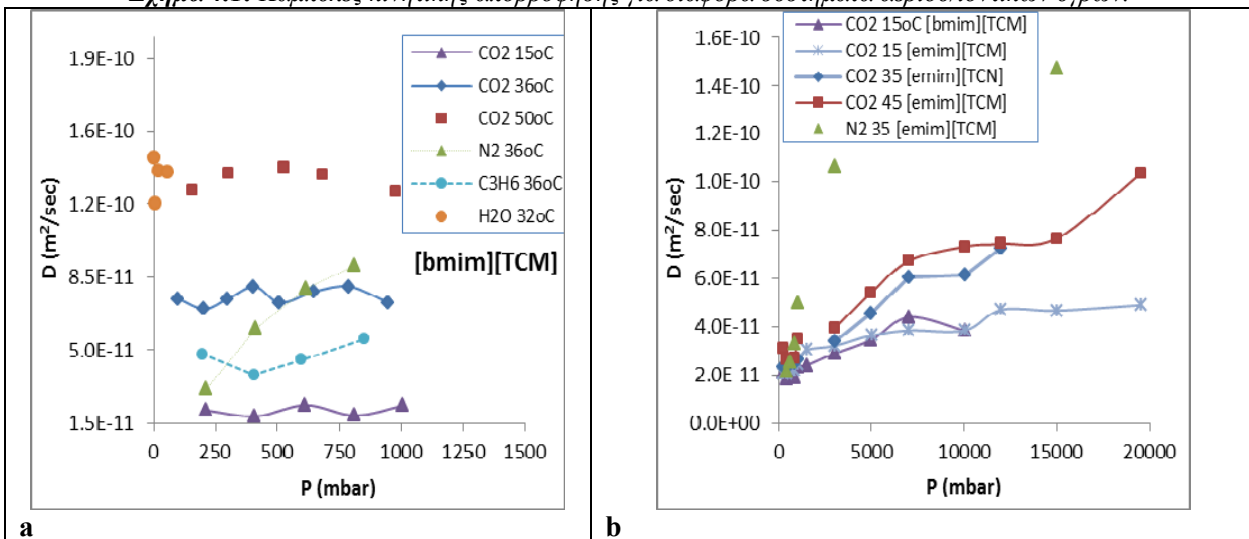 CO2 15oC
CO2 36oC
CO2 50oC
N2 36oC
C3H6 36oC
H2O 32oC
[bmim][TCM]
1.9E-10
1.6E-10
1.2E-10
8.5E-11
5.0E-11
1.5E-11
D (m²/sec)
0 250 500 750 1000 1250 1500
P (mbar)
a
CO2 15oC [bmim][TCM]
CO2 15 [emim][TCM]
CO2 35 [emim][TCN]
CO2 45 [emim][TCM]
N2 35 [emim][TCM]
1.6E-10
1.4E-10
1.2E-10
1.0E-10
8.0E-11
6.0E-11
4.0E-11
2.0E 11
0.0E+00
D (m²/sec)
0 5000 10000 15000 20000
P (mbar)
b